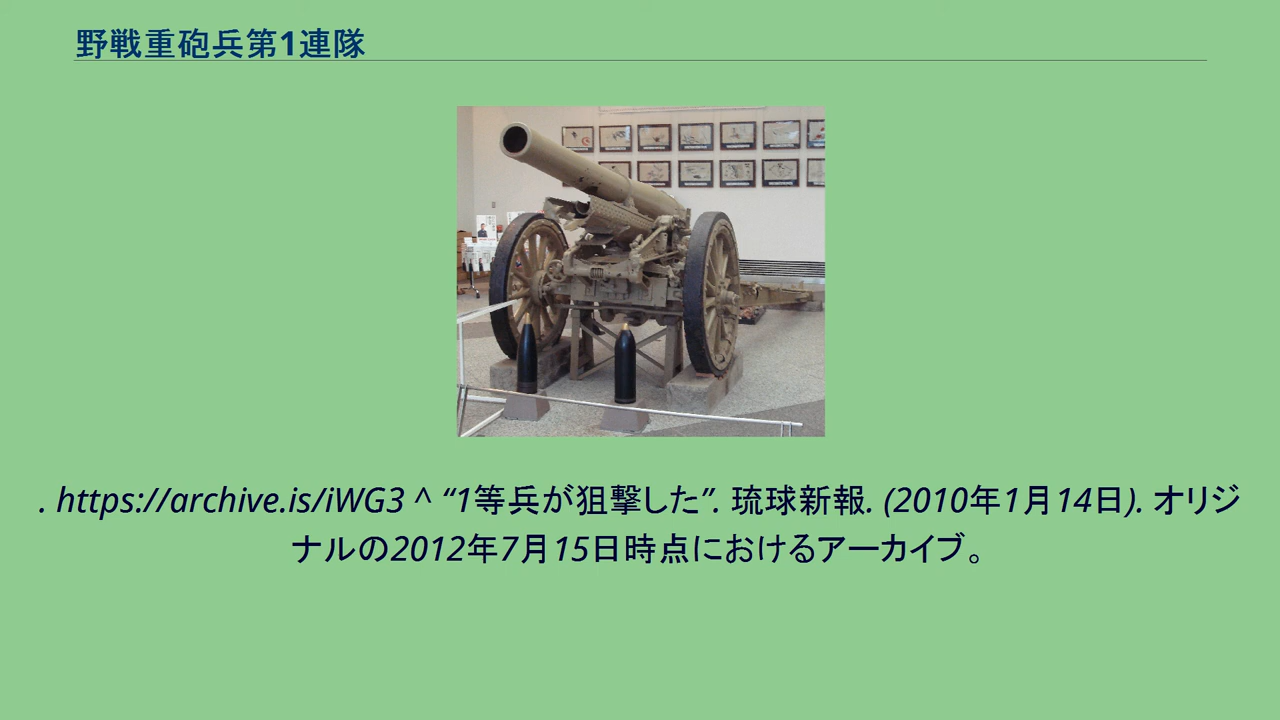 野戦重砲兵第1連隊
. https://archive.is/iWG3 ^ “1等兵が狙撃した”. 琉球新報. (2010年1月14日). オリジ
ナルの2012年7月15日時点におけるアーカイブ。